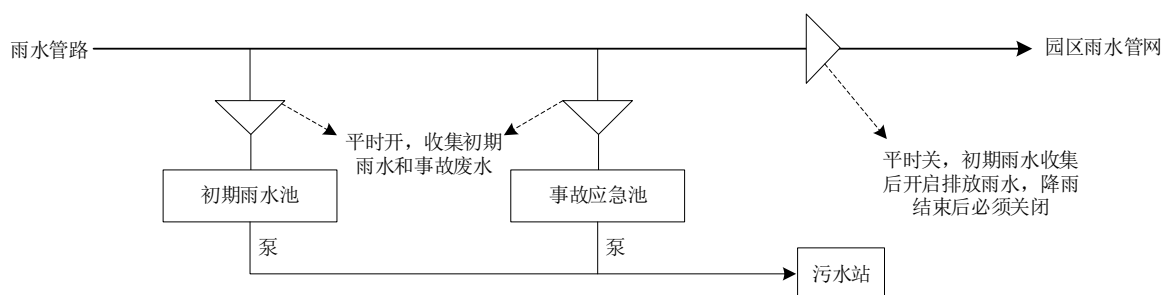 雨水管路
园区雨水管网
平时开，收集初期
雨水和事故废水
平时关，初期雨水收集
后开启排放雨水，降雨
结束后必须关闭
初期雨水池
事故应急池
泵
泵
污水站